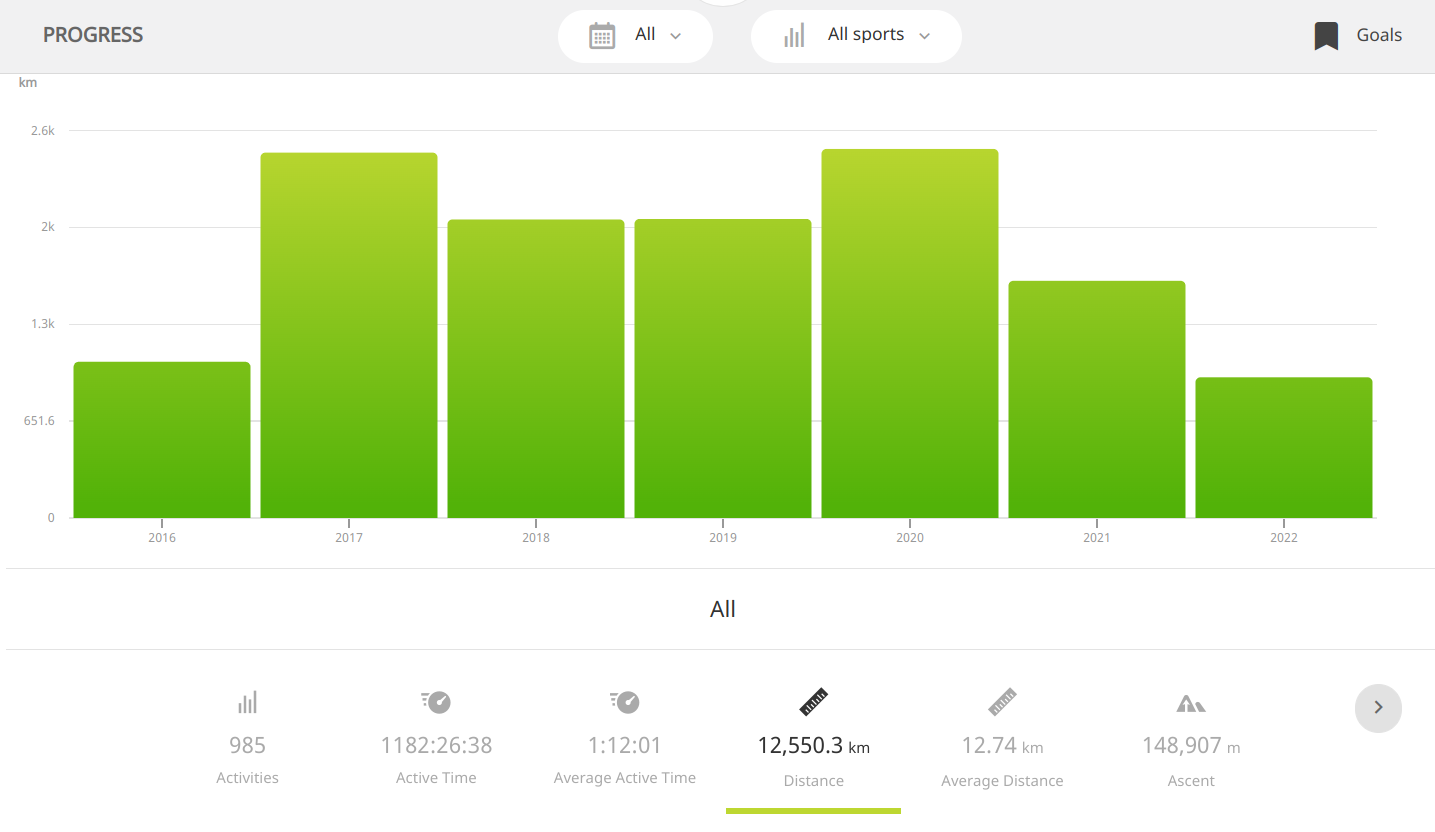 PROGRESS
All
All sports
Goals
km
2.6k
2k
1.3k
651.6
0
2016 2017 2018 2019 2020 2021 2022
All
985 1182:26:38 1:12:01 12,550.3 km 12.74 km 148,907 m
Activities Active Time Average Active Time Distance Average Distance Ascent